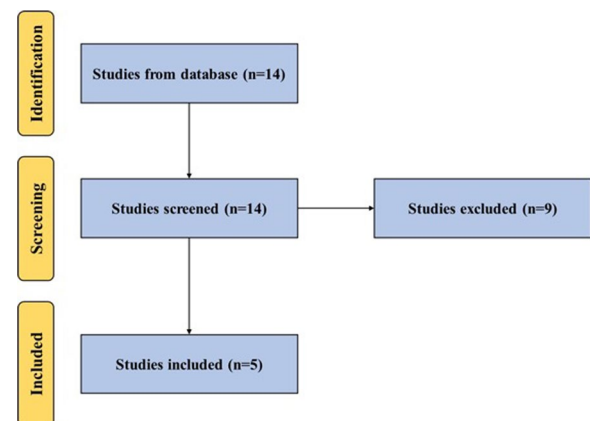 Identification
Studies from database (n=14)
Screening
Studies screened (n=14)
Studies excluded (n=9)
Included
Studies included (n=5)